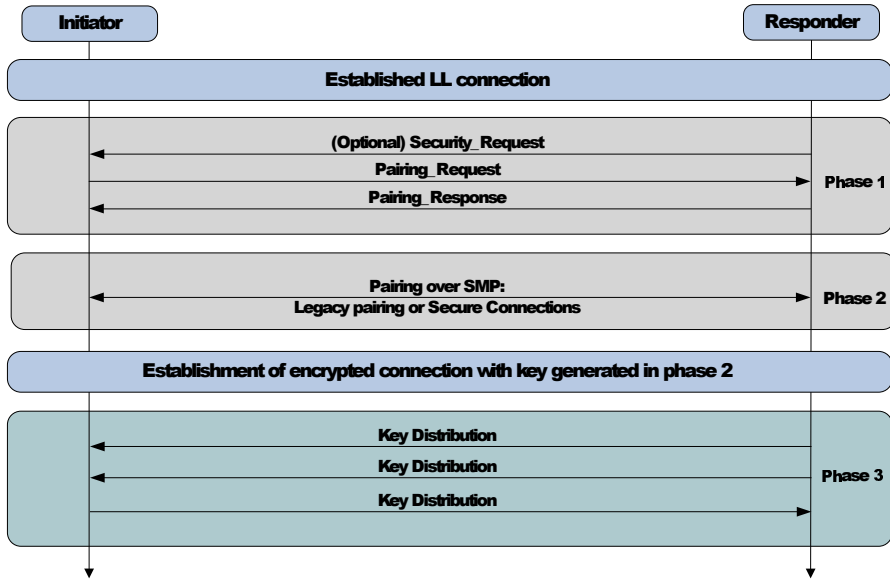 Initiator
Responder
Established LL connection
(Optional) Security_Request
Pairing_Request
Pairing_Response
Phase 1
Pairing over SMP:
Legacy pairing or Secure Connections
Phase 2
Establishment of encrypted connection with key generated in phase 2
Key Distribution
Key Distribution
Key Distribution
Phase 3